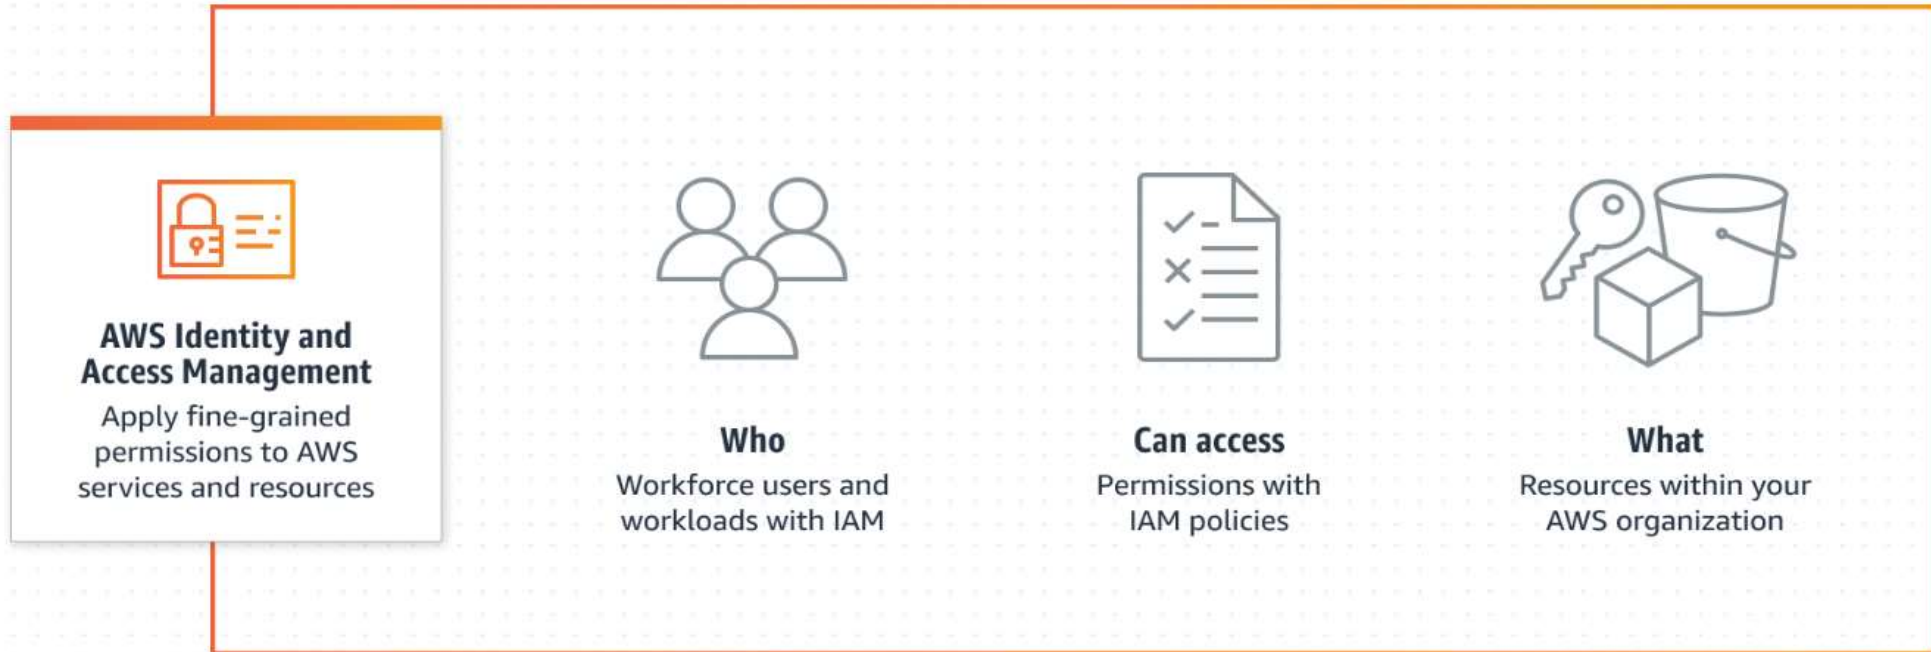 AWS Identity and
Access Management
Apply fine-grained
permissions to AWS
services and resources
Who
Workforce users and
workloads with IAM
Can access
Permissions with
IAM policies
What
Resources within your
AWS organization